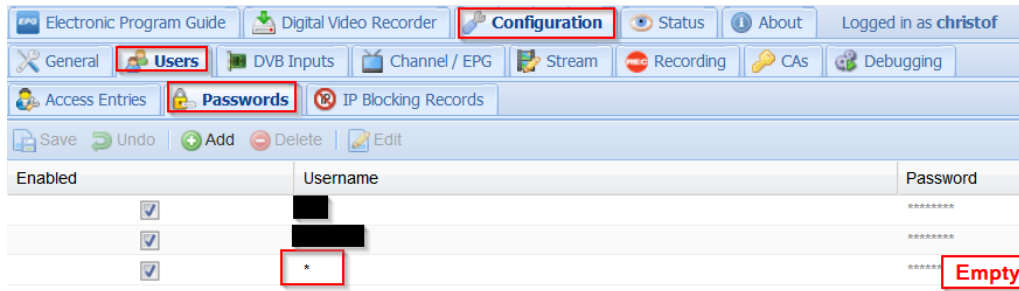 EPG Electronic Program Guide Digital Video Recorder Configuration Status About Logged in as christof
General Users DVB Inputs Channel / EPG Stream REC Recording CAs Debugging
Access Entries Passwords IP Blocking Records
Save Undo Add Delete Edit
Enabled Username Password
********
********
* ****** Empty